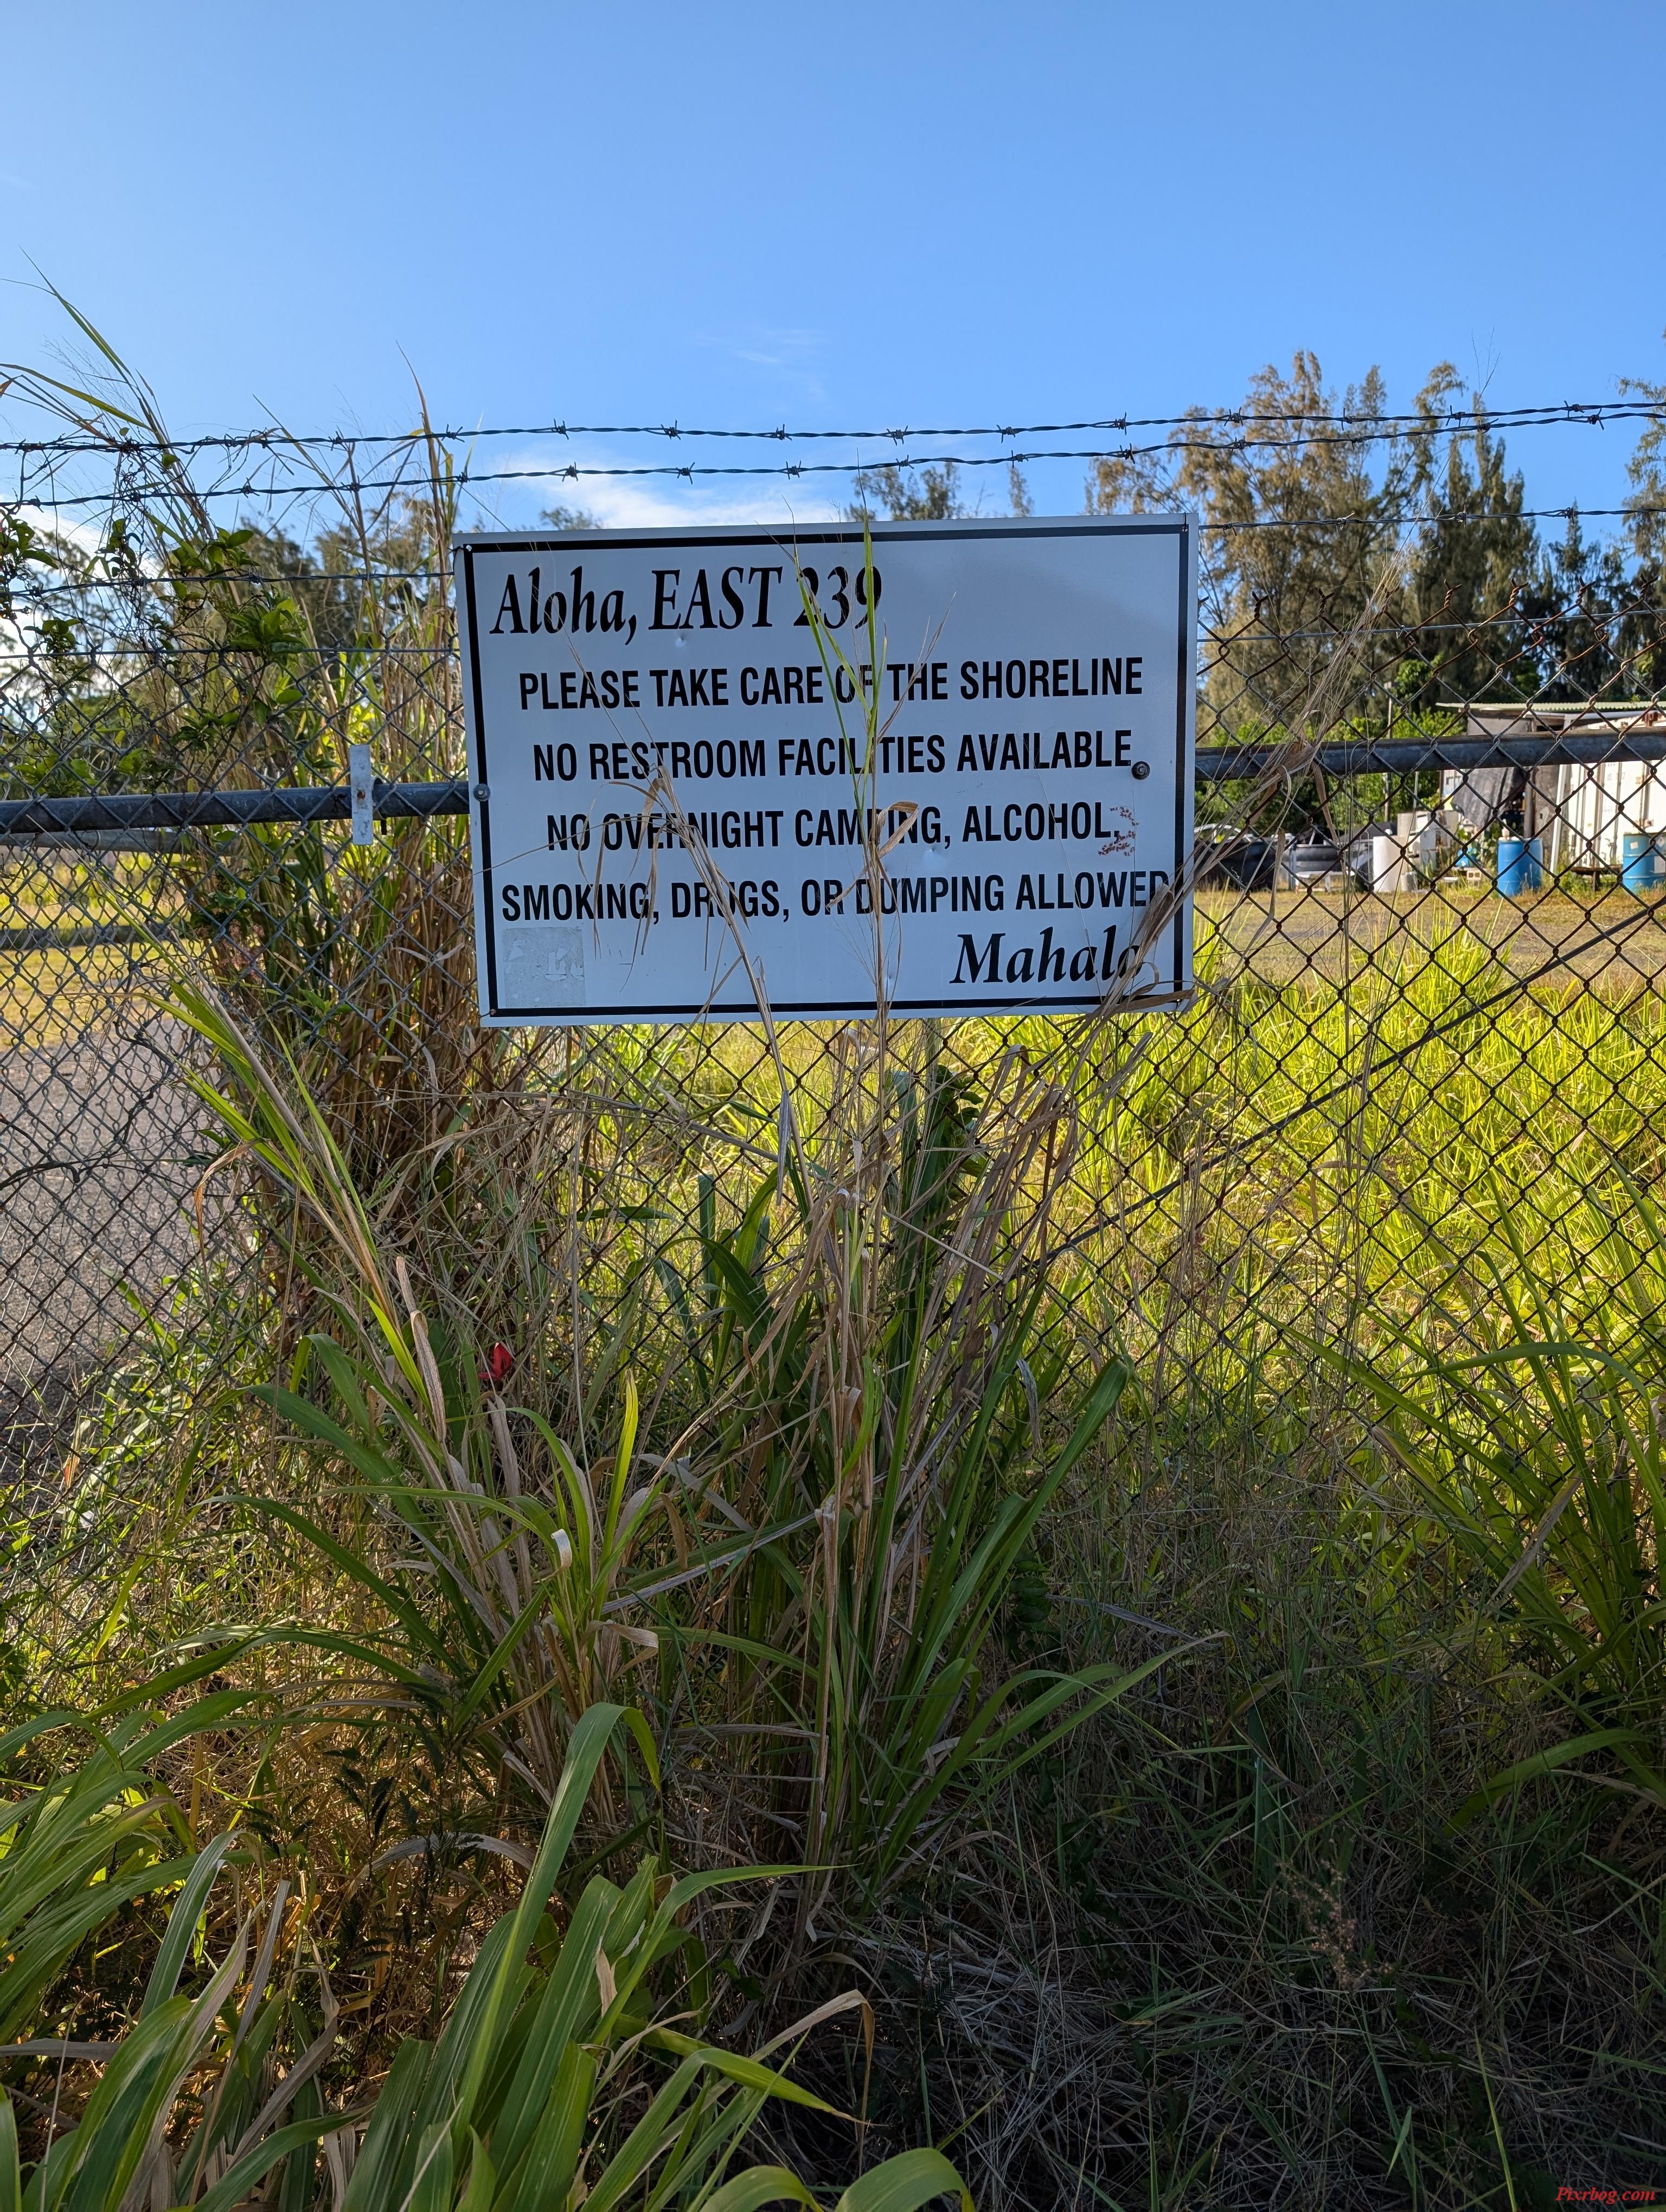 Aloha, EAST 239
PLEASE TAKE CARE OF THE SHORELINE
NO RESTROOM FACILITIES AVAILABLE
NO OVERNIGHT CAMPING, ALCOHOL,
SMOKING, DRUGS, OR DUMPING ALLOWED
Mahalo
Pixrbog.com